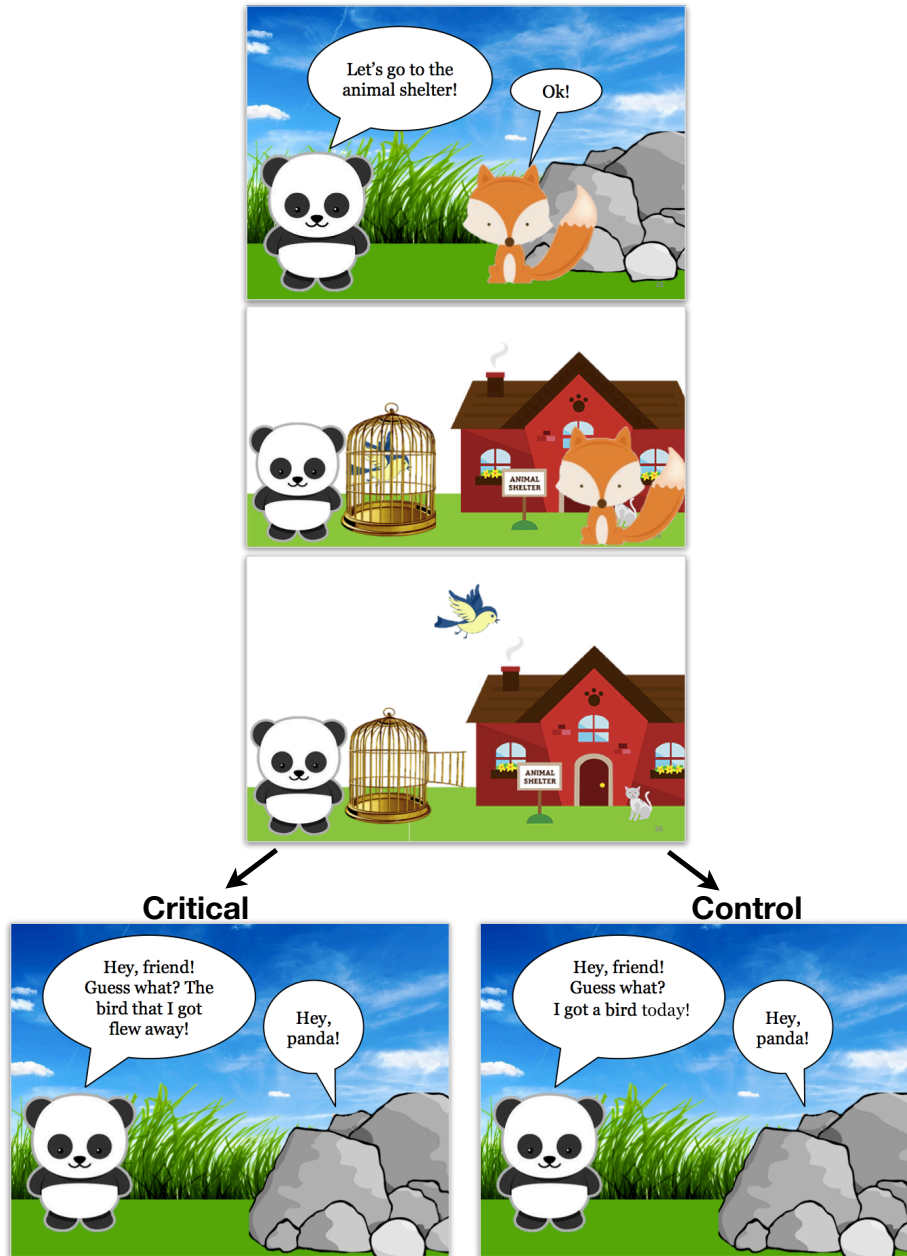 Let's go to the
animal shelter!
Ok!
ANIMAL
SHELTER
ANIMAL
SHELTER
Critical
Control
Hey, friend!
Guess what? The
bird that I got
flew away!
Hey,
panda!
Hey, friend!
Guess what?
I got a bird today!
Hey,
panda!